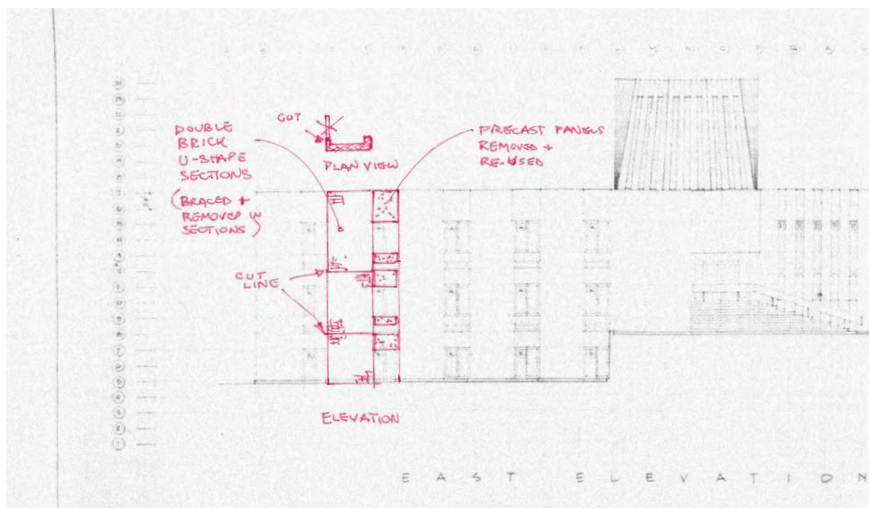 CUT
DOUBLE
BRICK
U-SHAPE
SECTIONS
(BRACED +
REMOVED IN
SECTIONS)
PLAN VIEW
PRECAST PANELS
REMOVED +
RE-USED
CUT
LINE
ELEVATION
EAST ELEVATION